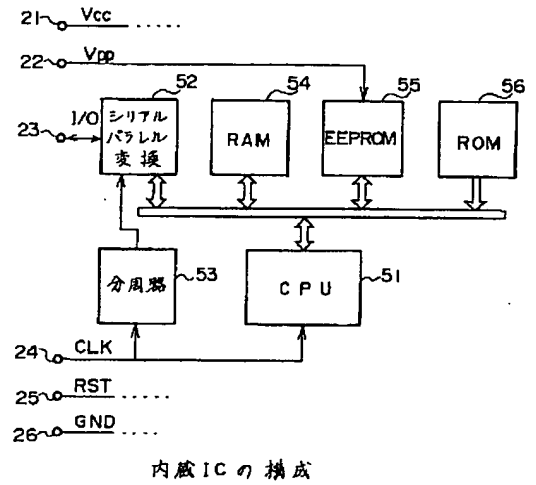 21 Vcc
22 Vpp
52 54 55 56
23 I/O
シリアル
パラレル
変換
RAM
EEPROM
ROM
分周器
53
CPU
51
24 CLK
25 RST
26 GND
内蔵ICの構成